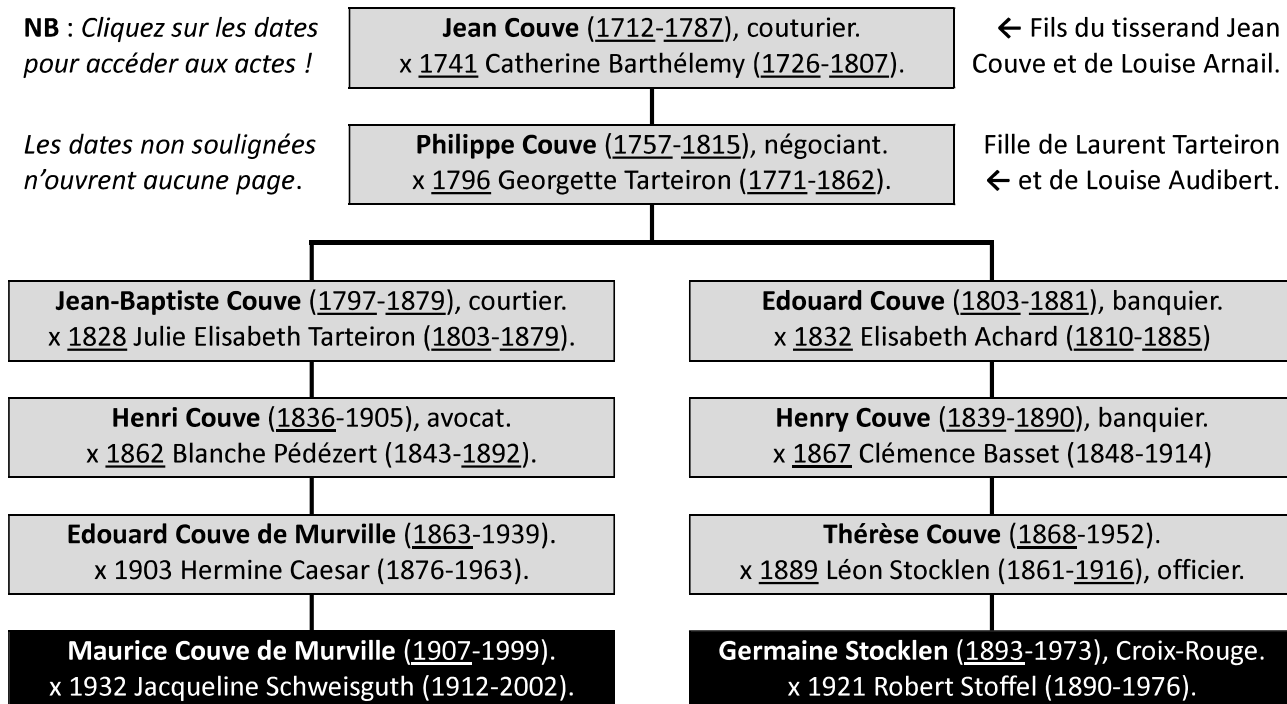 NB : Cliquez sur les dates
pour accéder aux actes !
Jean Couve (1712-1787), couturier.
x 1741 Catherine Barthélemy (1726-1807).
← Fils du tisserand Jean
Couve et de Louise Arnail.
Les dates non soulignées
n’ouvrent aucune page.
Philippe Couve (1757-1815), négociant.
x 1796 Georgette Tarteiron (1771-1862).
Fille de Laurent Tarteiron
← et de Louise Audibert.
Jean-Baptiste Couve (1797-1879), courtier.
x 1828 Julie Elisabeth Tarteiron (1803-1879).
Edouard Couve (1803-1881), banquier.
x 1832 Elisabeth Achard (1810-1885)
Henri Couve (1836-1905), avocat.
x 1862 Blanche Pédézert (1843-1892).
Henry Couve (1839-1890), banquier.
x 1867 Clémence Basset (1848-1914)
Edouard Couve de Murville (1863-1939).
x 1903 Hermine Caesar (1876-1963).
Thérèse Couve (1868-1952).
x 1889 Léon Stocklen (1861-1916), officier.
Maurice Couve de Murville (1907-1999).
x 1932 Jacqueline Schweisguth (1912-2002).
Germaine Stocklen (1893-1973), Croix-Rouge.
x 1921 Robert Stoffel (1890-1976).